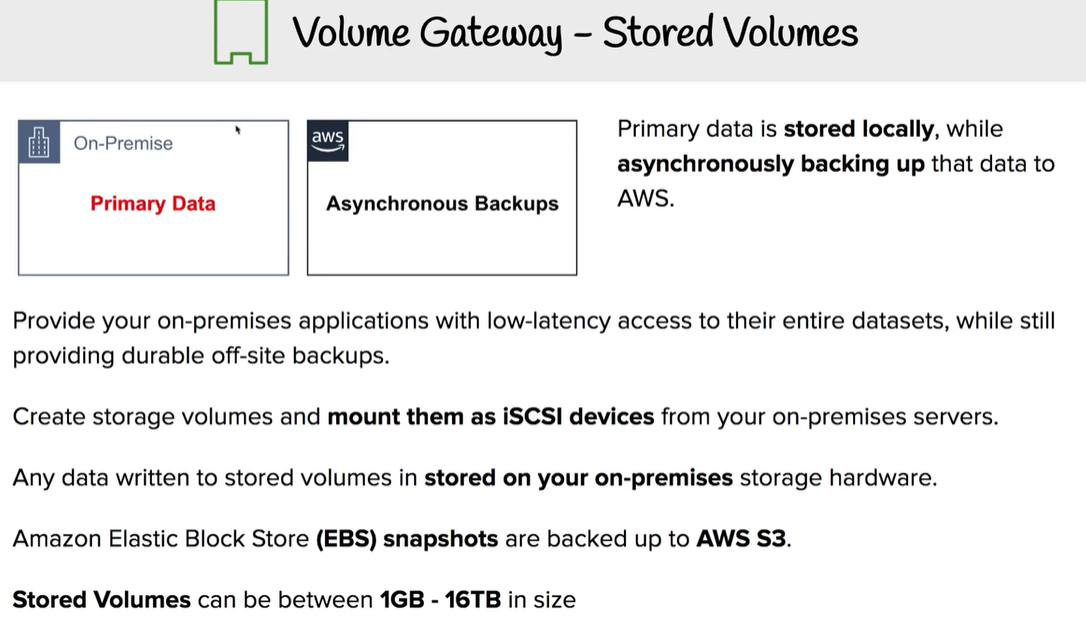 Volume Gateway – Stored Volumes
On-Premise
Primary Data
aws
Asynchronous Backups
Primary data is stored locally, while
asynchronously backing up that data to
AWS.
Provide your on-premises applications with low-latency access to their entire datasets, while still
providing durable off-site backups.
Create storage volumes and mount them as iSCSI devices from your on-premises servers.
Any data written to stored volumes in stored on your on-premises storage hardware.
Amazon Elastic Block Store (EBS) snapshots are backed up to AWS S3.
Stored Volumes can be between 1GB - 16TB in size